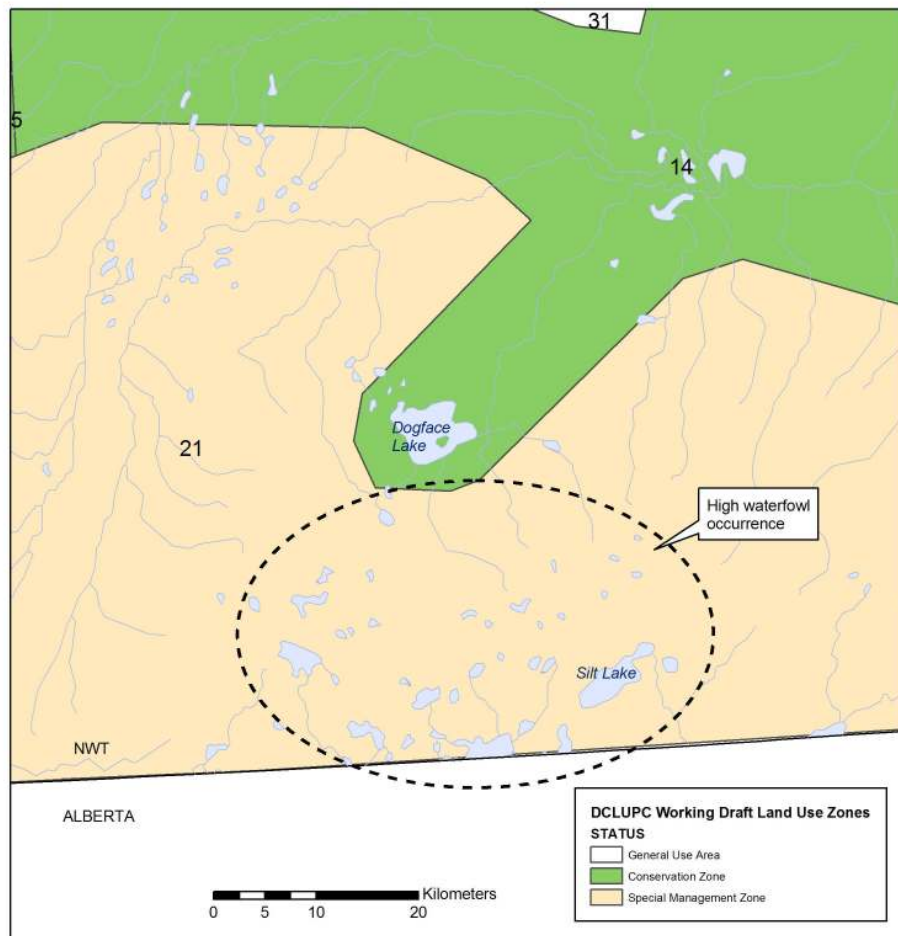 31
5
14
Dogface
Lake
21
High waterfowl
occurrence
Silt Lake
NWT
ALBERTA
DCLUPC Working Draft Land Use Zones
STATUS
General Use Area
Conservation Zone
Special Management Zone
Kilometers
0 5 10 20